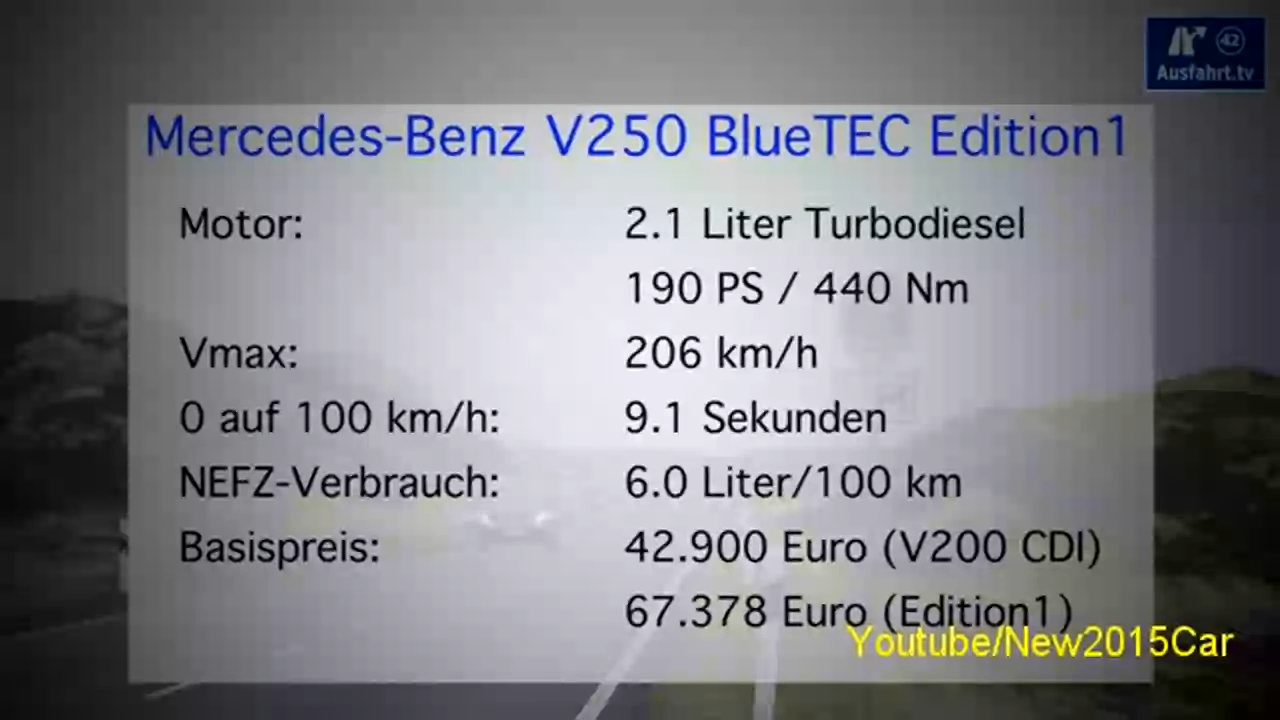 42
Ausfahrt.tv
Mercedes-Benz V250 BlueTEC Edition1
Motor: 2.1 Liter Turbodiesel
190 PS / 440 Nm
Vmax: 206 km/h
0 auf 100 km/h: 9.1 Sekunden
NEFZ-Verbrauch: 6.0 Liter/100 km
Basispreis: 42.900 Euro (V200 CDI)
67.378 Euro (Edition1)
Youtube/New2015Car